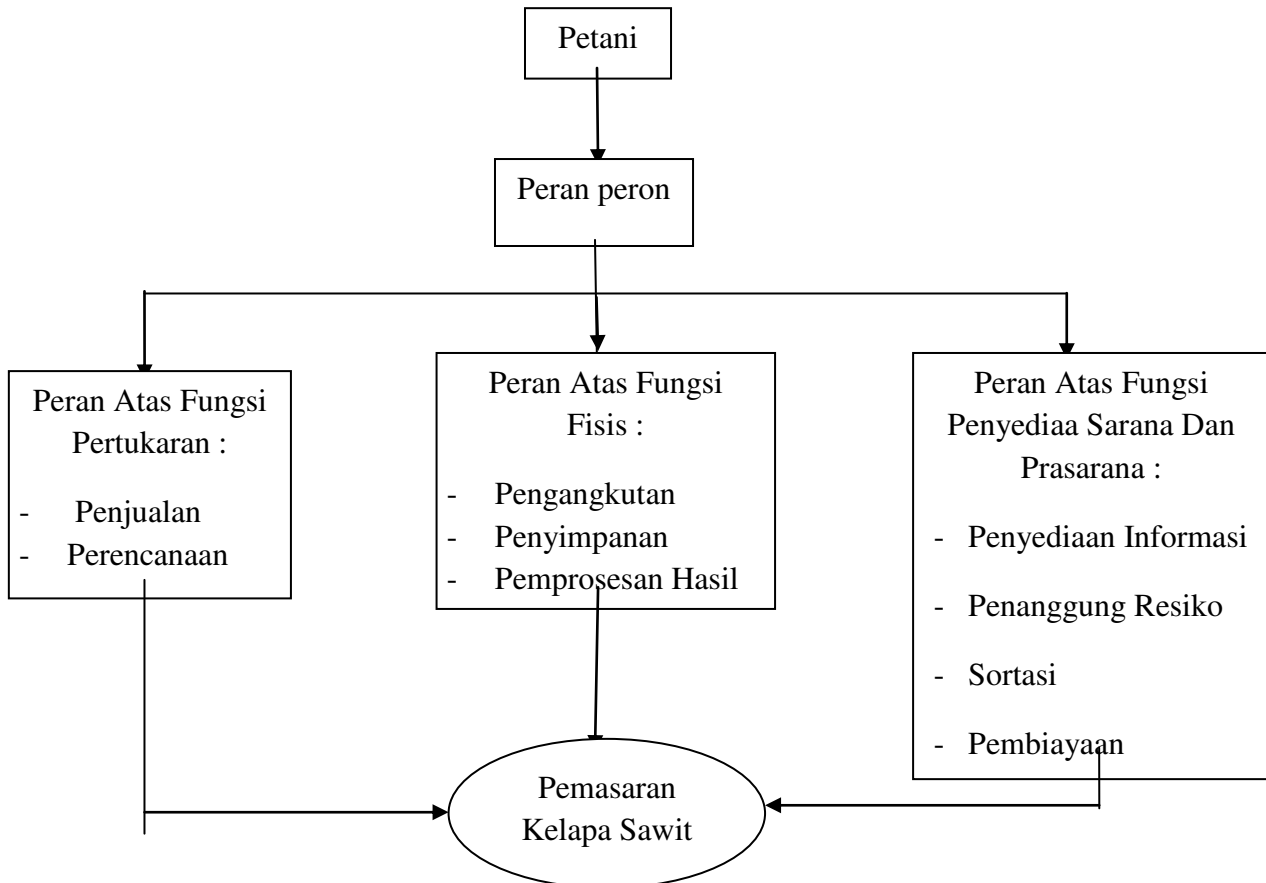 Petani
Peran peron
Peran Atas Fungsi
Pertukaran :
- Penjualan
- Perencanaan
Peran Atas Fungsi
Fisis :
- Pengangkutan
- Penyimpanan
- Pemprosesan Hasil
Peran Atas Fungsi
Penyediaa Sarana Dan
Prasarana :
- Penyediaan Informasi
- Penanggung Resiko
- Sortasi
- Pembiayaan
Pemasaran
Kelapa Sawit